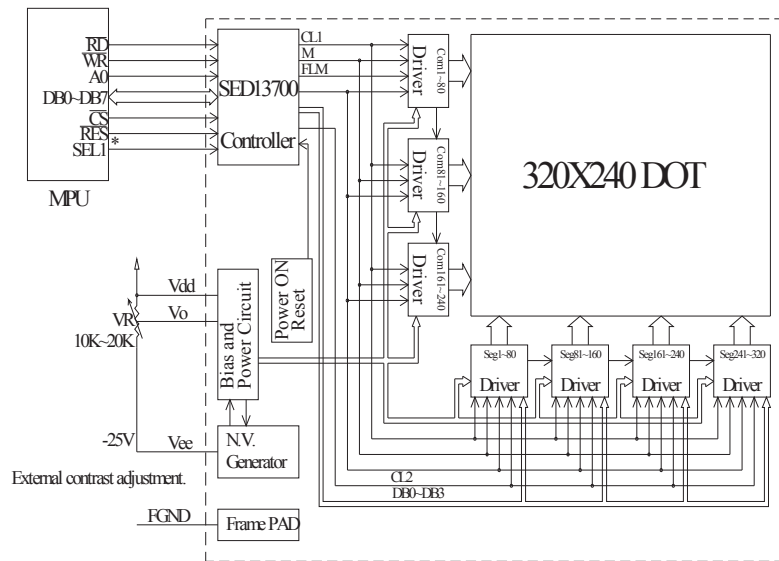 RD
WR
A0
DB0~DB7
CS
RES
SEL1
*
MPU
SED13700
Controller
CL1
M
FLM
Driver
Com1~80
Driver
Com81~160
Driver
Com161~240
320X240 DOT
Power ON
Reset
Vdd
Vo
VR
10K~20K
Bias and
Power Circuit
-25V
Vee
N.V.
Generator
External contrast adjustment.
FGND
Frame PAD
Seg1~80
Driver
Seg81~160
Driver
Seg161~240
Driver
Seg241~320
Driver
CL2
DB0~DB3